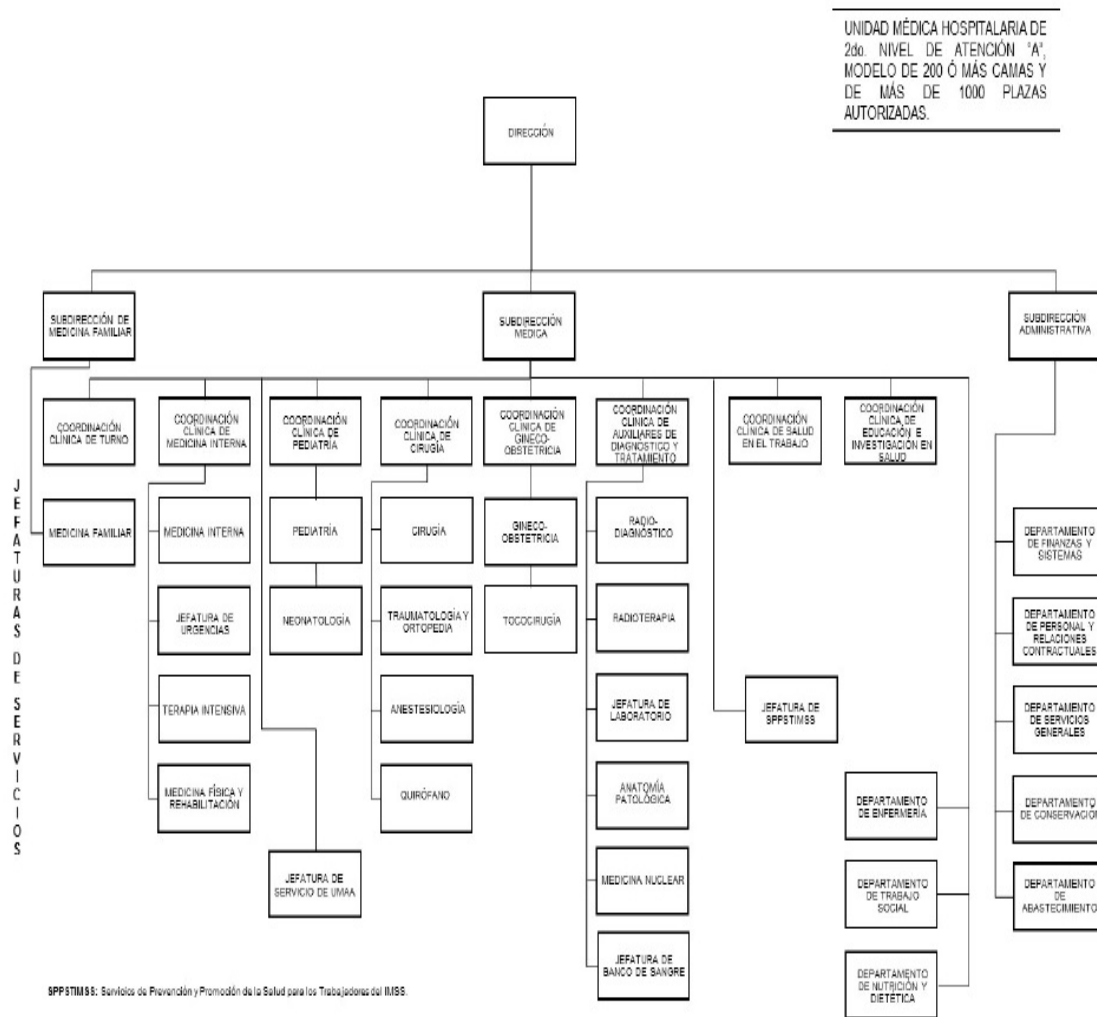 UNIDAD MÉDICA HOSPITALARIA DE
2do. NIVEL DE ATENCIÓN "A",
MODELO DE 200 Ó MÁS CAMAS Y
DE MÁS DE 1000 PLAZAS
AUTORIZADAS.
DIRECCIÓN
SUBDIRECCIÓN DE
MEDICINA FAMILIAR
SUBDIRECCIÓN
MÉDICA
SUBDIRECCIÓN
ADMINISTRATIVA
COORDINACIÓN
CLÍNICA DE TURNO
COORDINACIÓN
CLÍNICA DE
MEDICINA INTERNA
COORDINACIÓN
CLÍNICA DE
PEDIATRÍA
COORDINACIÓN
CLÍNICA DE
CIRUGÍA
COORDINACIÓN
CLÍNICA DE
GINECO-
OBSTETRICIA
COORDINACIÓN
CLÍNICA DE
AUXILIARES DE
DIAGNÓSTICO Y
TRATAMIENTO
COORDINACIÓN
CLÍNICA DE SALUD
EN EL TRABAJO
COORDINACIÓN
CLÍNICA DE
EDUCACIÓN E
INVESTIGACIÓN EN
SALUD
JEFATURAS DE SERVICIOS
MEDICINA FAMILIAR
MEDICINA INTERNA
PEDIATRÍA
CIRUGÍA
GINECO-
OBSTETRICIA
RADIO-
DIAGNÓSTICO
DEPARTAMENTO
DE FINANZAS Y
SISTEMAS
JEFATURA DE
URGENCIAS
NEONATOLOGÍA
TRAUMATOLOGÍA Y
ORTOPEDIA
TOCOCIRUGÍA
RADIOTERAPIA
DEPARTAMENTO
DE PERSONAL Y
RELACIONES
CONTRACTUALES
TERAPIA INTENSIVA
ANESTESIOLOGÍA
JEFATURA DE
LABORATORIO
JEFATURA DE
SPPSTIMSS
DEPARTAMENTO
DE SERVICIOS
GENERALES
MEDICINA FÍSICA Y
REHABILITACIÓN
QUIRÓFANO
ANATOMÍA
PATOLÓGICA
DEPARTAMENTO
DE ENFERMERÍA
DEPARTAMENTO
DE CONSERVACIÓN
JEFATURA DE
SERVICIO DE UMAA
MEDICINA NUCLEAR
DEPARTAMENTO
DE TRABAJO
SOCIAL
DEPARTAMENTO
DE
ABASTECIMIENTO
JEFATURA DE
BANCO DE SANGRE
DEPARTAMENTO
DE NUTRICIÓN Y
DIETÉTICA
SPPSTIMSS: Servicios de Prevención y Promoción de la Salud para los Trabajadores del IMSS.